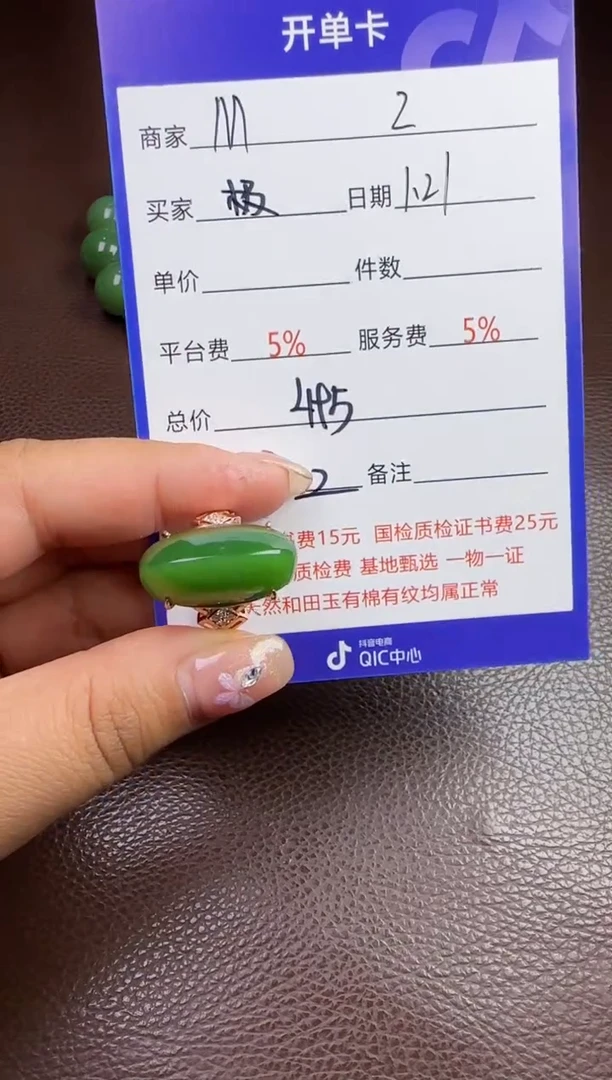 开单卡
商家 M 2
买家 极 日期 1.21
单价 件数
平台费 5% 服务费 5%
总价 495
2 备注
费15元 国检质检证书费25元
质检费 基地甄选 一物一证
天然和田玉有棉有纹均属正常
抖音电商
QIC中心